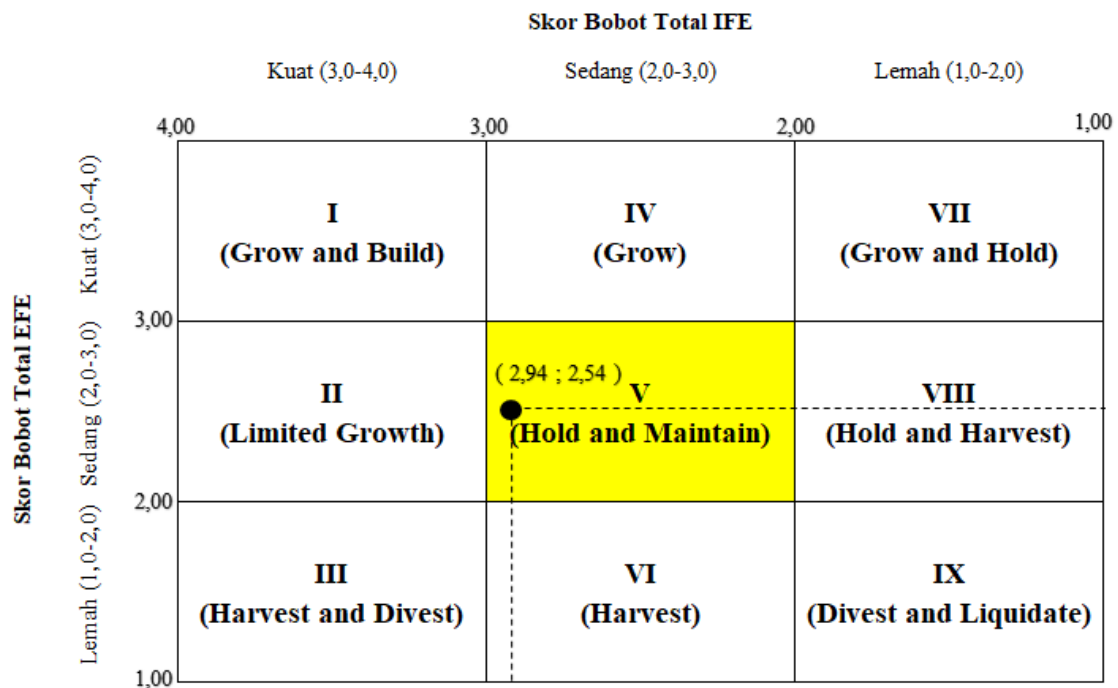 Skor Bobot Total IFE
Kuat (3,0-4,0)
Sedang (2,0-3,0)
Lemah (1,0-2,0)
4,00
3,00
2,00
1,00
Skor Bobot Total EFE
Kuat (3,0-4,0)
I
(Grow and Build)
IV
(Grow)
VII
(Grow and Hold)
3,00
Sedang (2,0-3,0)
II
(Limited Growth)
( 2,94 ; 2,54 )
V
(Hold and Maintain)
VIII
(Hold and Harvest)
2,00
Lemah (1,0-2,0)
III
(Harvest and Divest)
VI
(Harvest)
IX
(Divest and Liquidate)
1,00